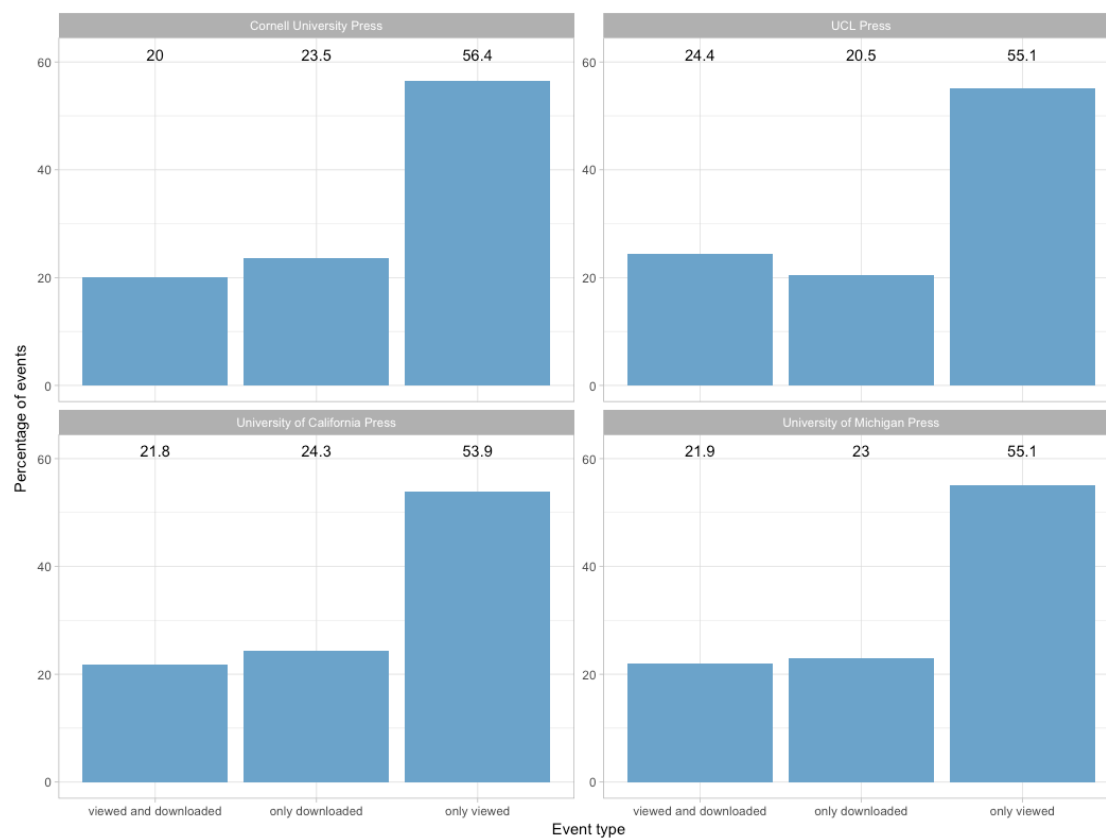 Cornell University Press
UCL Press
20 23.5 56.4
24.4 20.5 55.1
60
40
20
0
60
40
20
0
University of California Press
University of Michigan Press
21.8 24.3 53.9
21.9 23 55.1
60
40
20
0
60
40
20
0
viewed and downloaded only downloaded only viewed
viewed and downloaded only downloaded only viewed
Event type
Percentage of events